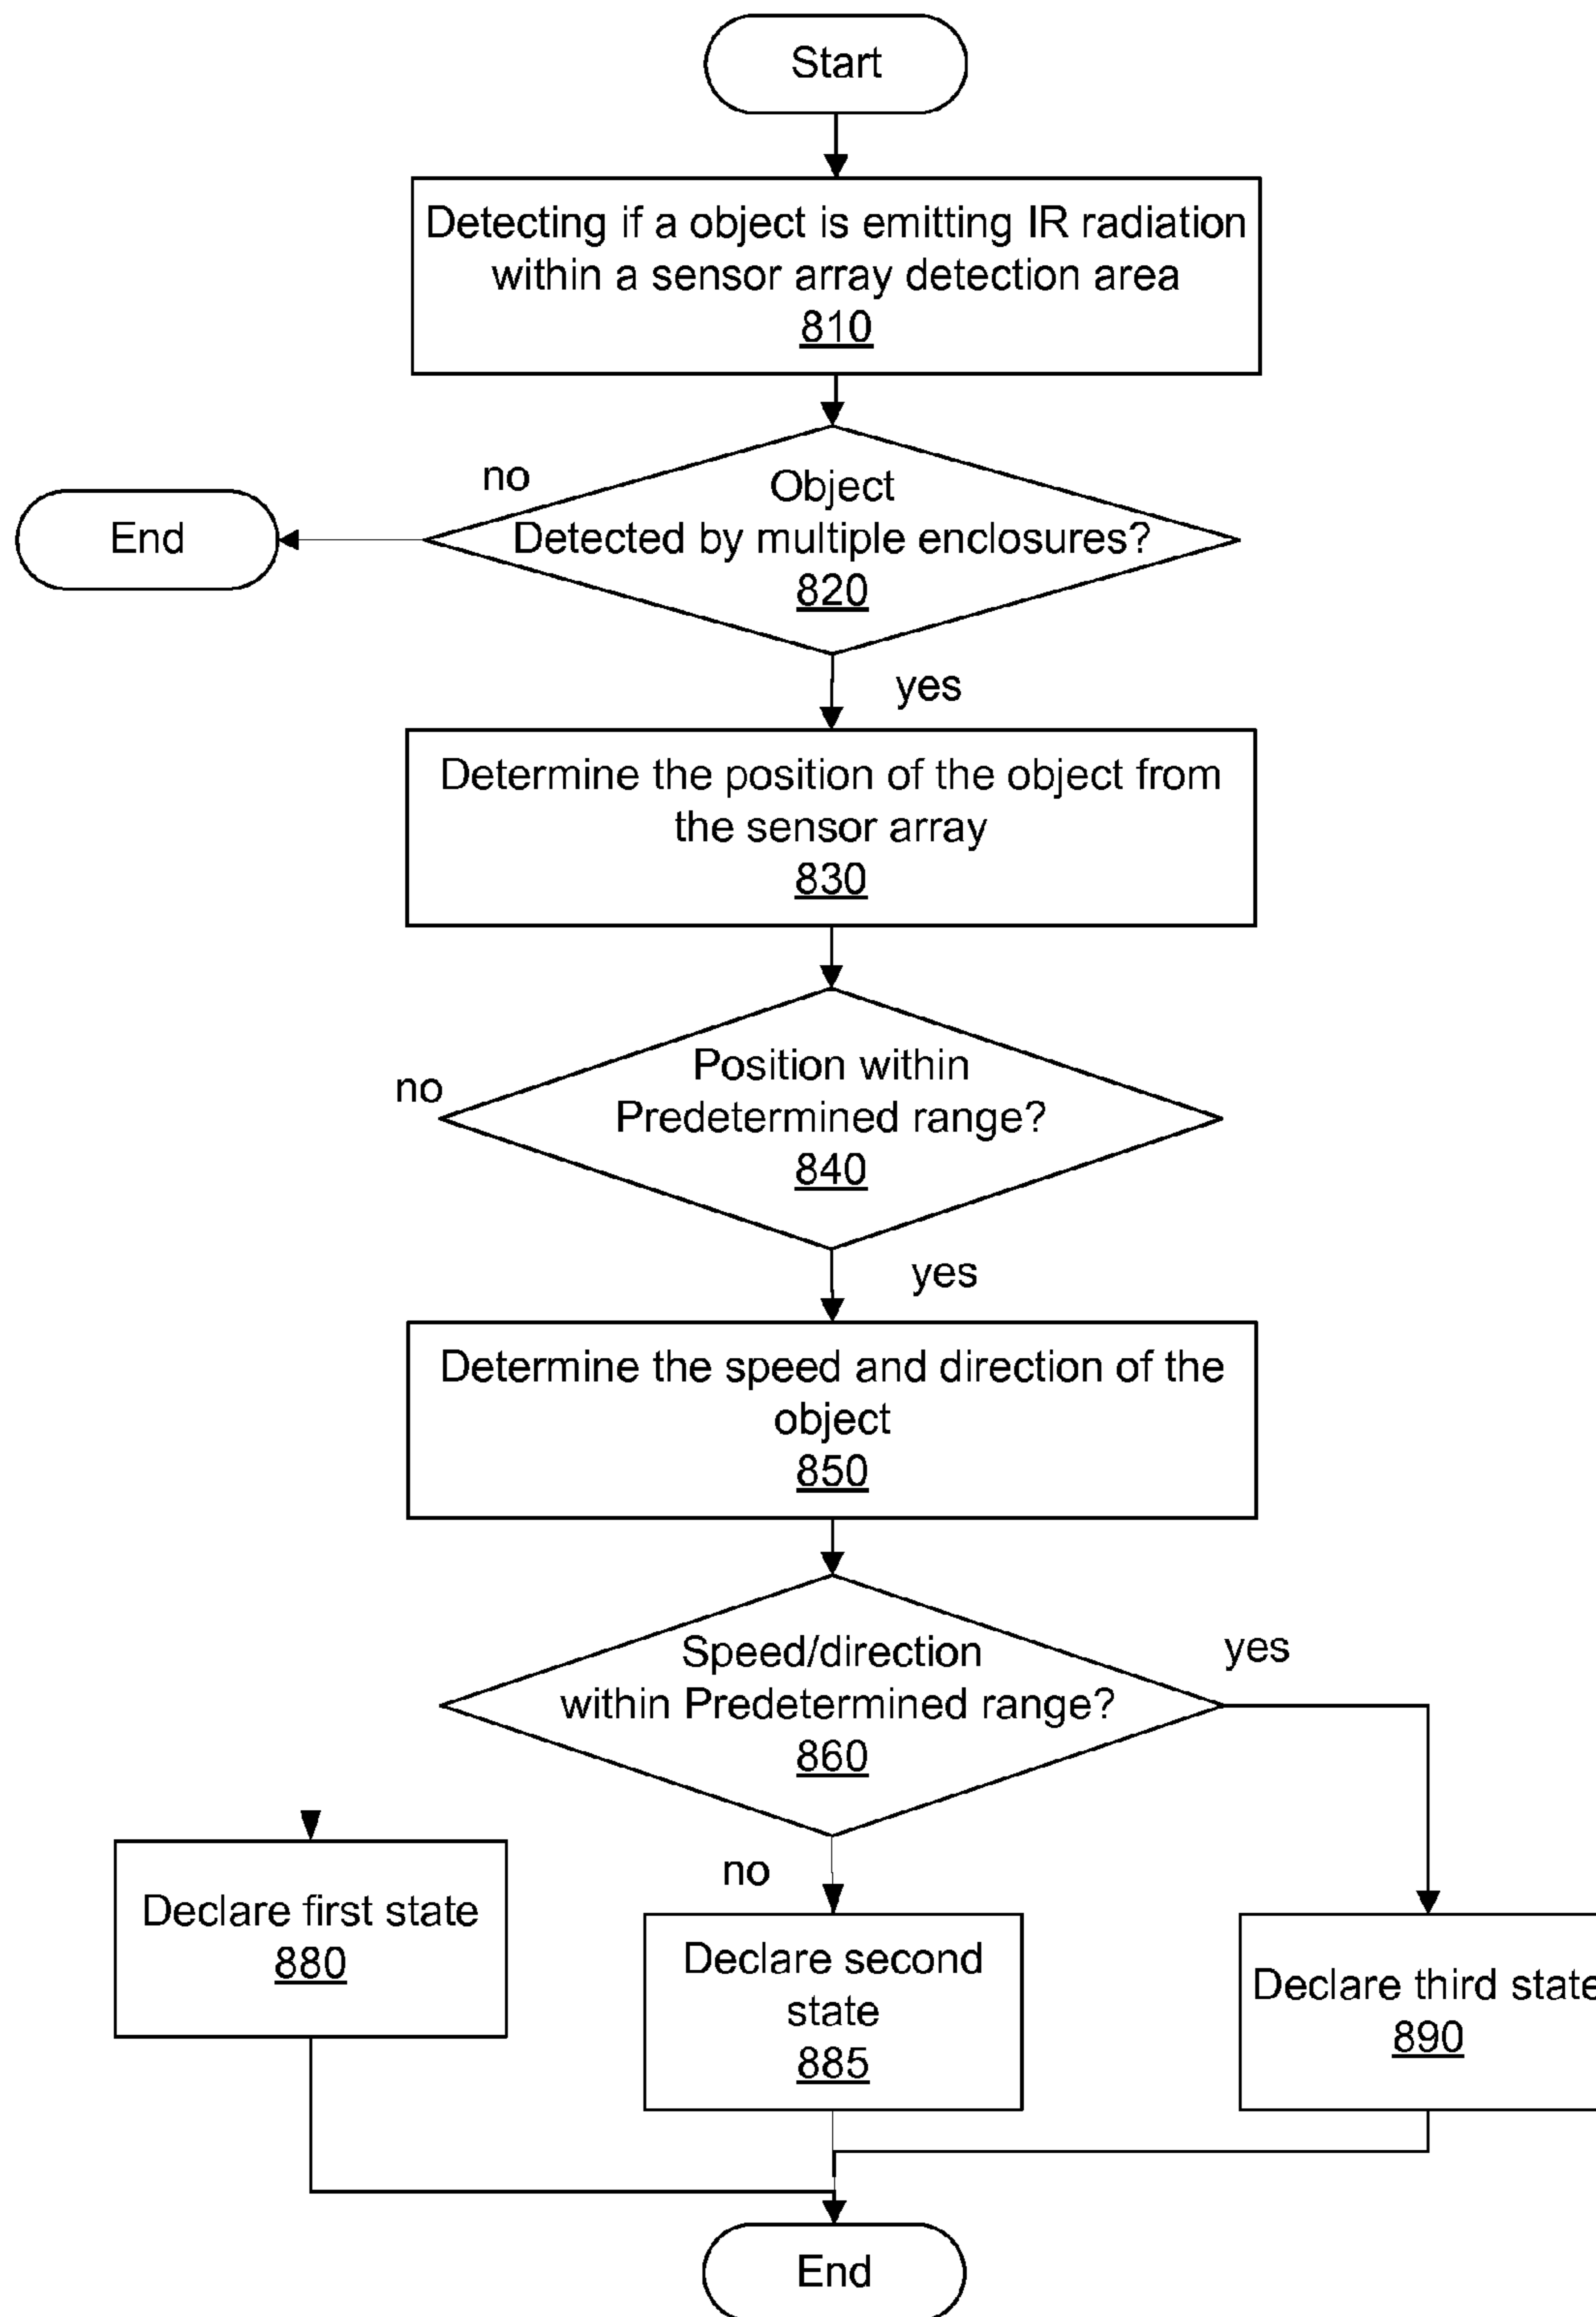 Start
Detecting if a object is emitting IR radiation
within a sensor array detection area
810
no
Object
Detected by multiple enclosures?
820
End
yes
Determine the position of the object from
the sensor array
830
no
Position within
Predetermined range?
840
yes
Determine the speed and direction of the
object
850
Speed/direction
within Predetermined range?
860
yes
no
Declare first state
880
Declare second
state
885
Declare third state
890
End